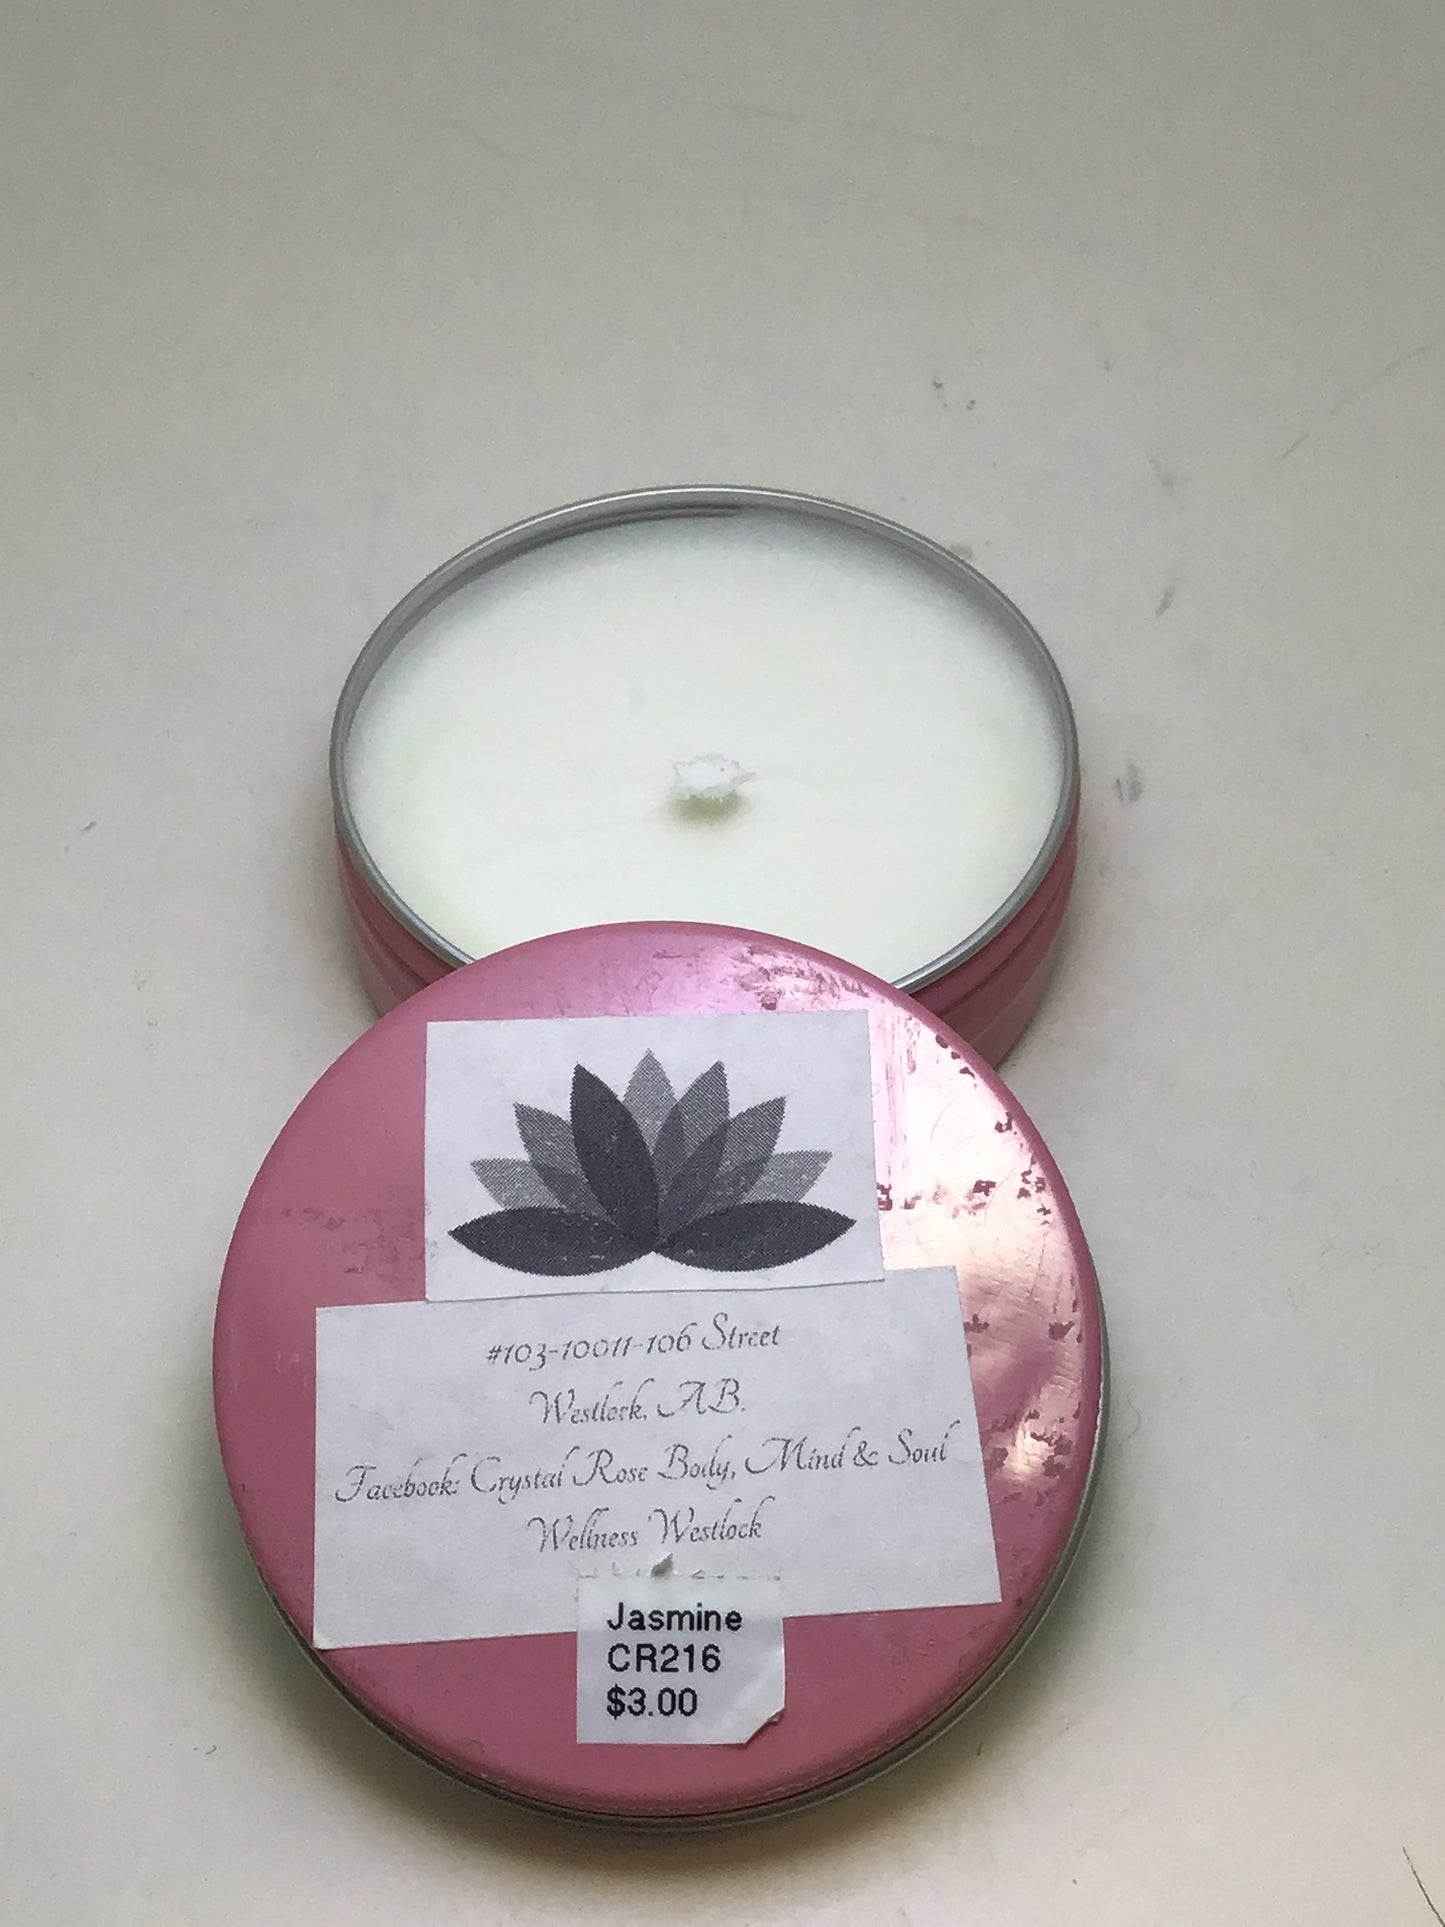 #103-10011-106 Street
Westlock, AB.
Facebook: Crystal Rose Body, Mind & Soul
Wellness Westlock
Jasmine
CR216
$3.00